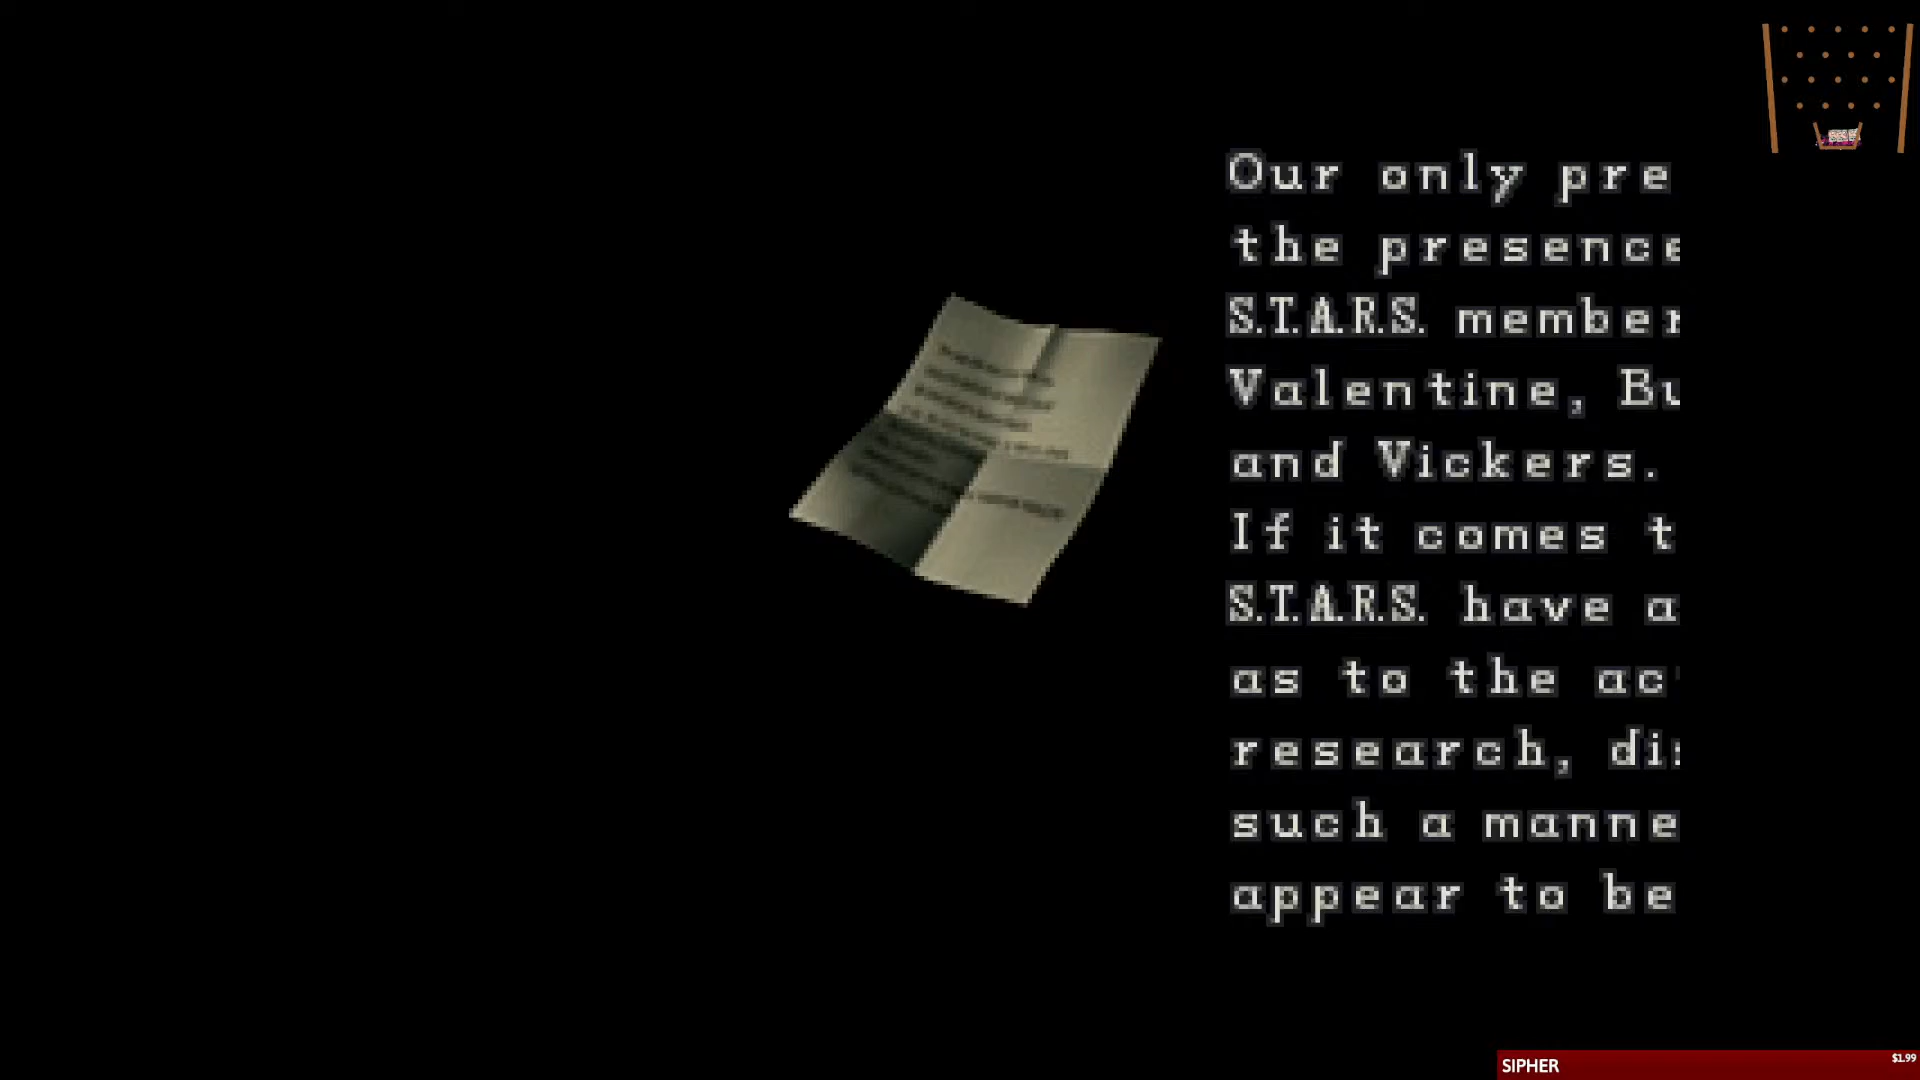 Our only pre
the presence
S.T.A.R.S. member
Valentine, Bu
and Vickers.
If it comes t
S.T.A.R.S. have a
as to the ac
research, dis
such a manne
appear to be
SIPHER
$1.99